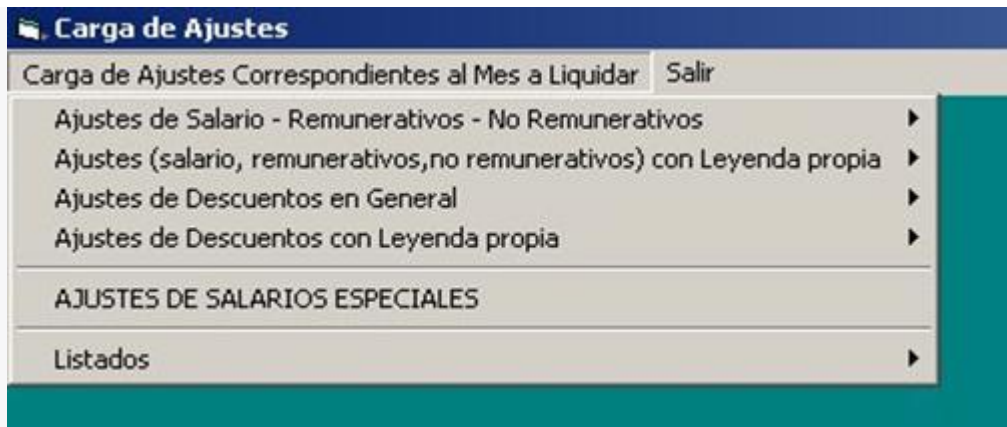 Carga de Ajustes
Carga de Ajustes Correspondientes al Mes a Liquidar Salir
Ajustes de Salario - Remunerativos - No Remunerativos
Ajustes (salario, remunerativos,no remunerativos) con Leyenda propia
Ajustes de Descuentos en General
Ajustes de Descuentos con Leyenda propia
AJUSTES DE SALARIOS ESPECIALES
Listados